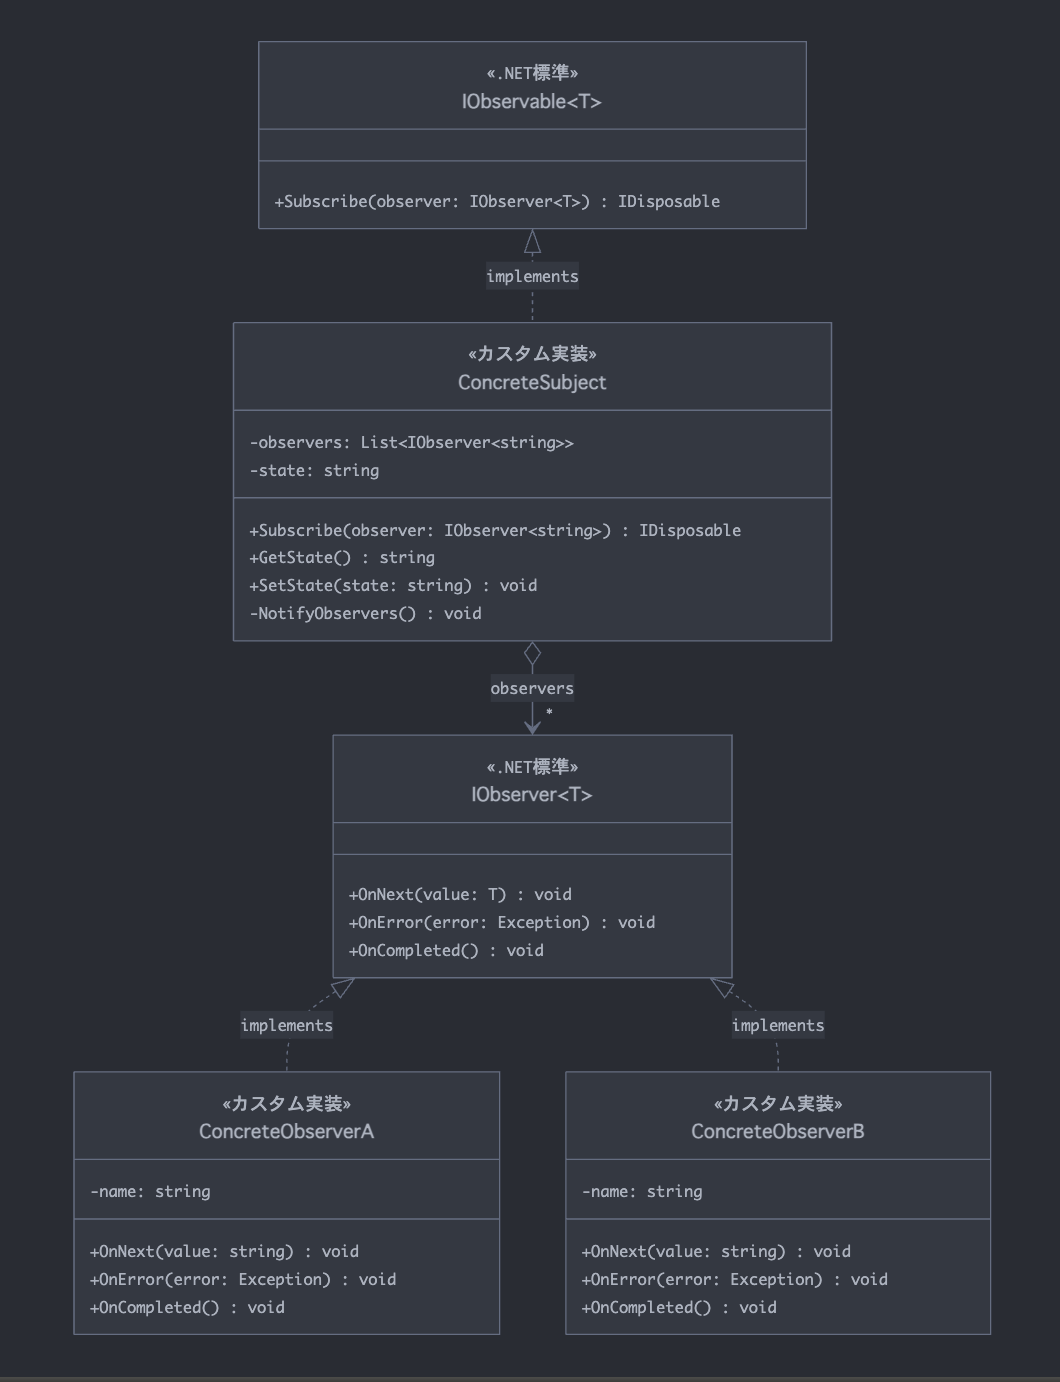 «.NET標準»
IObservable<T>
+Subscribe(observer: IObserver<T>) : IDisposable
implements
«カスタム実装»
ConcreteSubject
-observers: List<IObserver<string>>
-state: string
+Subscribe(observer: IObserver<string>) : IDisposable
+GetState() : string
+SetState(state: string) : void
-NotifyObservers() : void
observers
*
«.NET標準»
IObserver<T>
+OnNext(value: T) : void
+OnError(error: Exception) : void
+OnCompleted() : void
implements
implements
«カスタム実装»
ConcreteObserverA
-name: string
+OnNext(value: string) : void
+OnError(error: Exception) : void
+OnCompleted() : void
«カスタム実装»
ConcreteObserverB
-name: string
+OnNext(value: string) : void
+OnError(error: Exception) : void
+OnCompleted() : void